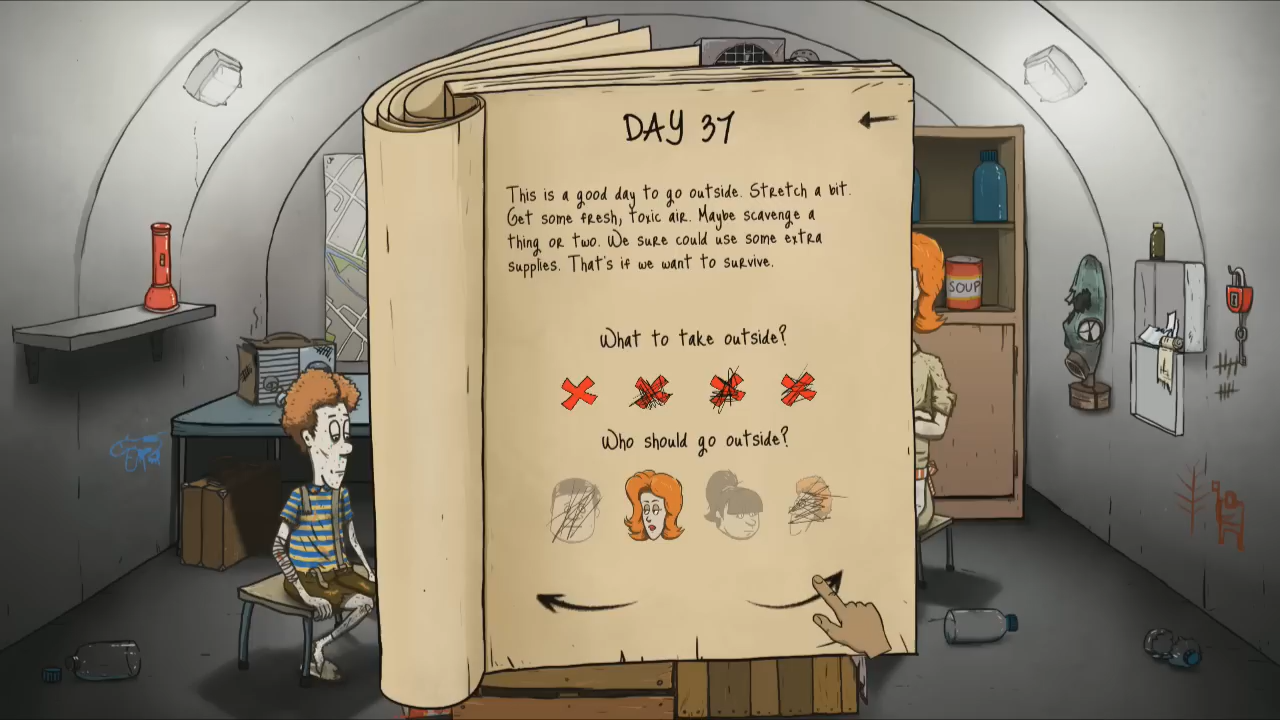 DAY 37
This is a good day to go outside. Stretch a bit.
Get some fresh, toxic air. Maybe scavenge a
thing or two. We sure could use some extra
supplies. That's if we want to survive.
What to take outside?
Who should go outside?
SOUP